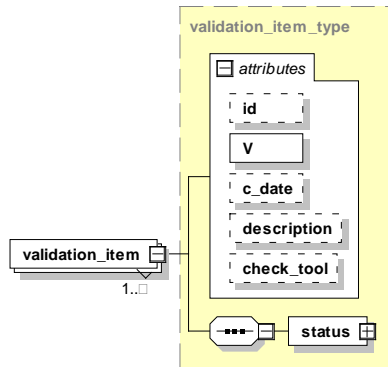 validation_item_type
attributes
id
V
c_date
description
check_tool
validation_item
1..□
status